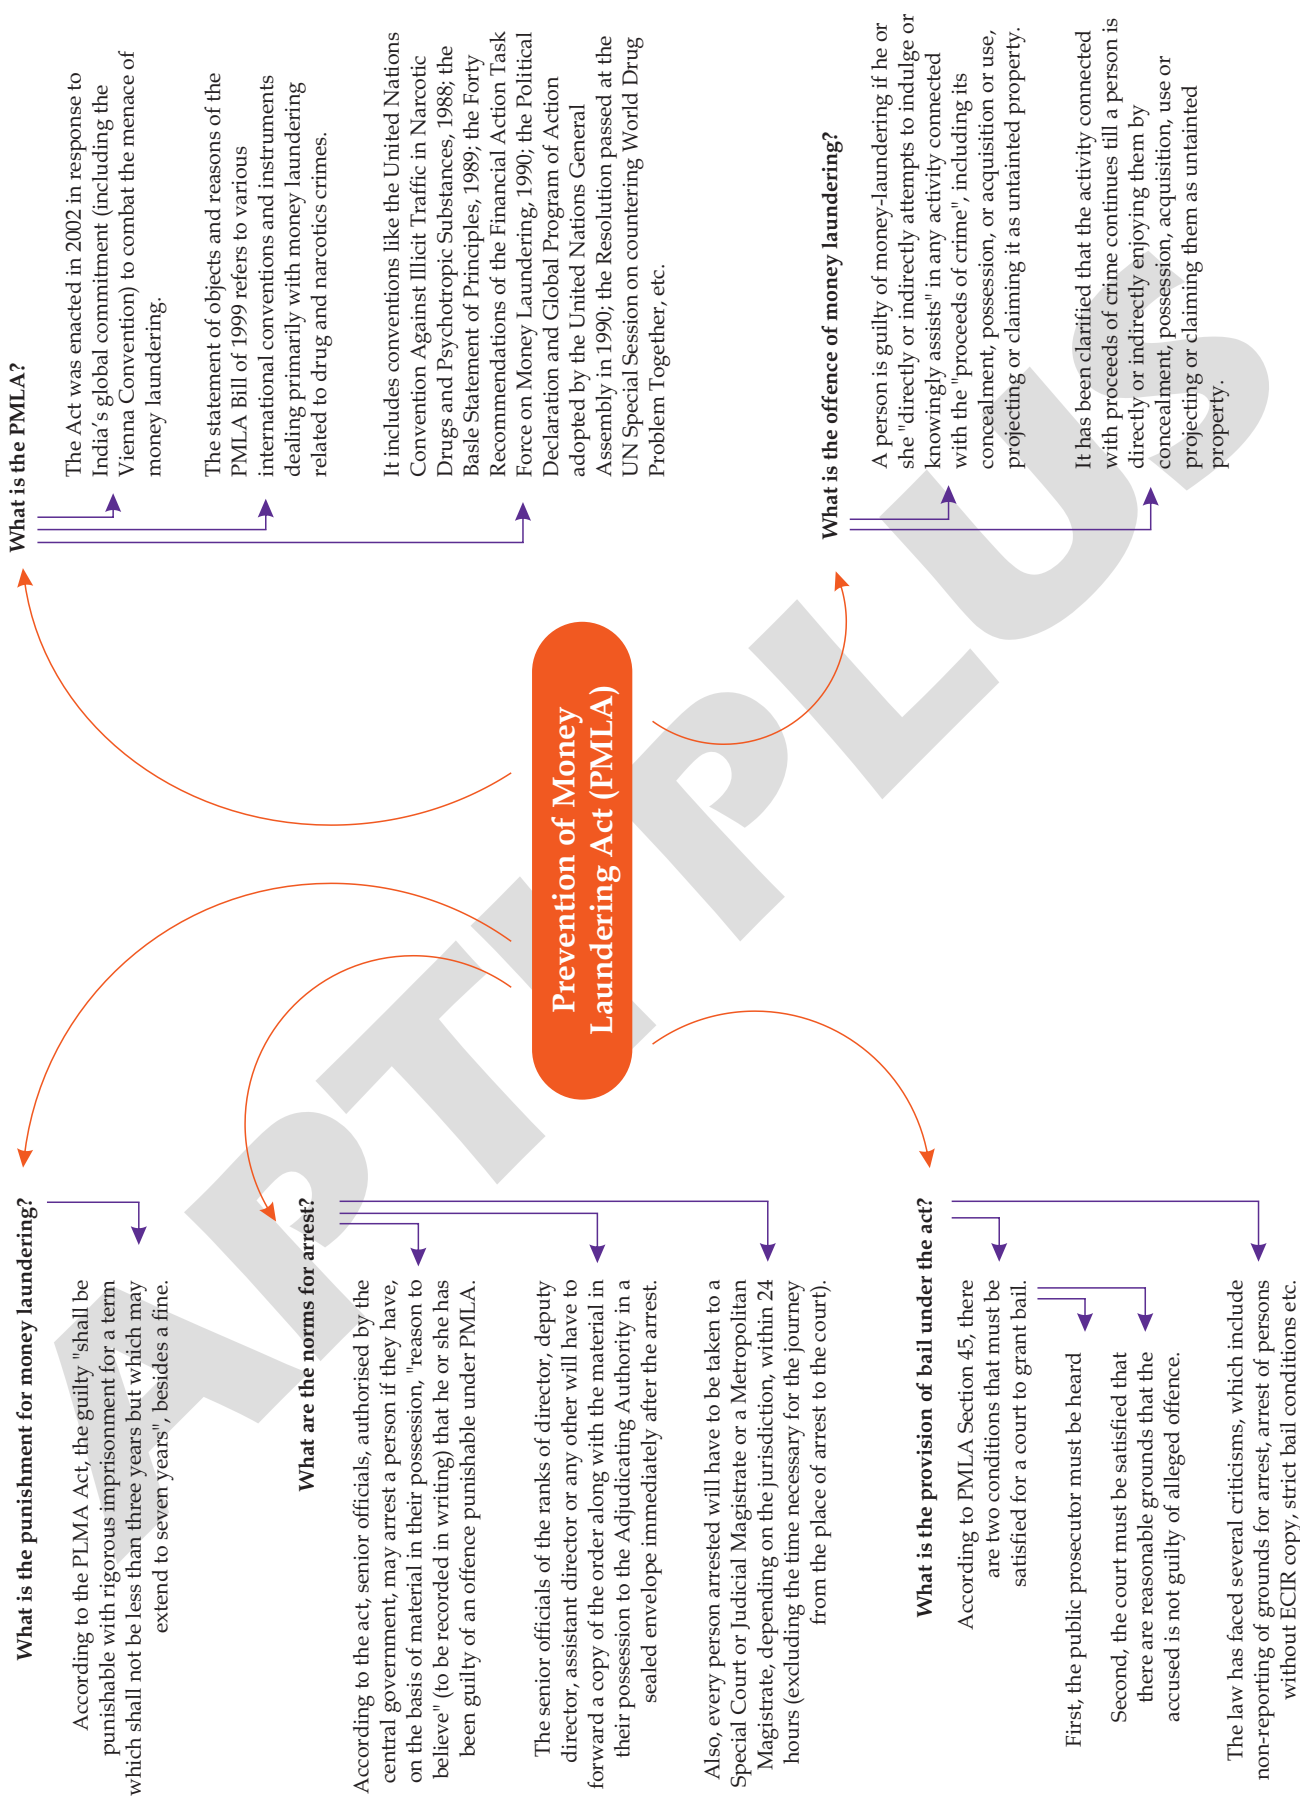 What is the punishment for money laundering?
According to the PLMA Act, the guilty "shall be
punishable with rigorous imprisonment for a term
which shall not be less than three years but which may
extend to seven years", besides a fine.
What are the norms for arrest?
According to the act, senior officials, authorised by the
central government, may arrest a person if they have,
on the basis of material in their possession, "reason to
believe" (to be recorded in writing) that he or she has
been guilty of an offence punishable under PMLA.
The senior officials of the ranks of director, deputy
director, assistant director or any other will have to
forward a copy of the order along with the material in
their possession to the Adjudicating Authority in a
sealed envelope immediately after the arrest.
Also, every person arrested will have to be taken to a
Special Court or Judicial Magistrate or a Metropolitan
Magistrate, depending on the jurisdiction, within 24
hours (excluding the time necessary for the journey
from the place of arrest to the court).
What is the provision of bail under the act?
According to PMLA Section 45, there
are two conditions that must be
satisfied for a court to grant bail.
First, the public prosecutor must be heard
Second, the court must be satisfied that
there are reasonable grounds that the
accused is not guilty of alleged offence.
The law has faced several criticisms, which include
non-reporting of grounds for arrest, arrest of persons
without ECIR copy, strict bail conditions etc.
Prevention of Money
Laundering Act (PMLA)
What is the PMLA?
The Act was enacted in 2002 in response to
India's global commitment (including the
Vienna Convention) to combat the menace of
money laundering.
The statement of objects and reasons of the
PMLA Bill of 1999 refers to various
international conventions and instruments
dealing primarily with money laundering
related to drug and narcotics crimes.
It includes conventions like the United Nations
Convention Against Illicit Traffic in Narcotic
Drugs and Psychotropic Substances, 1988; the
Basle Statement of Principles, 1989; the Forty
Recommendations of the Financial Action Task
Force on Money Laundering, 1990; the Political
Declaration and Global Program of Action
adopted by the United Nations General
Assembly in 1990; the Resolution passed at the
UN Special Session on countering World Drug
Problem Together, etc.
What is the offence of money laundering?
A person is guilty of money-laundering if he or
she "directly or indirectly attempts to indulge or
knowingly assists" in any activity connected
with the "proceeds of crime", including its
concealment, possession, or acquisition or use,
projecting or claiming it as untainted property.
It has been clarified that the activity connected
with proceeds of crime continues till a person is
directly or indirectly enjoying them by
concealment, possession, acquisition, use or
projecting or claiming them as untainted
property.
APTI PLUS